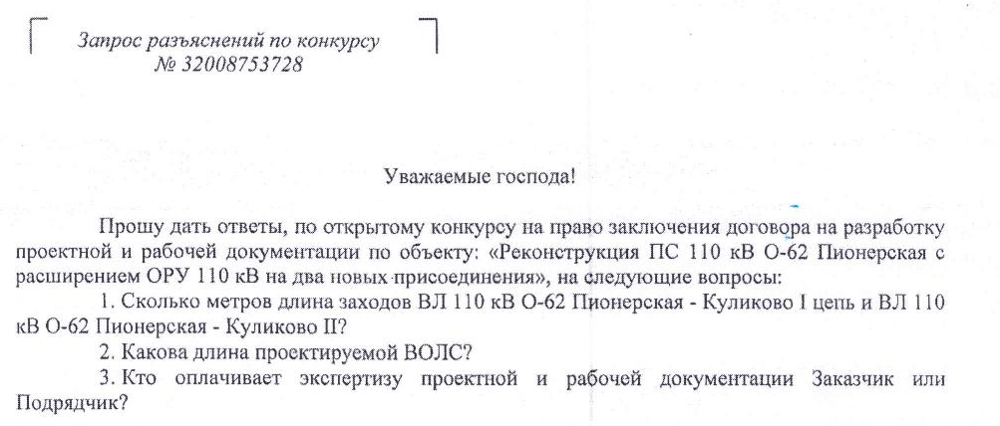 Запрос разъяснений по конкурсу
№ 32008753728
Уважаемые господа!
Прошу дать ответы, по открытому конкурсу на право заключения договора на разработку
проектной и рабочей документации по объекту: «Реконструкция ПС 110 кВ О-62 Пионерская с
расширением ОРУ 110 кВ на два новых присоединения», на следующие вопросы:
1. Сколько метров длина заходов ВЛ 110 кВ О-62 Пионерская - Куликово I цепь и ВЛ 110
кВ О-62 Пионерская - Куликово II?
2. Какова длина проектируемой ВОЛС?
3. Кто оплачивает экспертизу проектной и рабочей документации Заказчик или
Подрядчик?